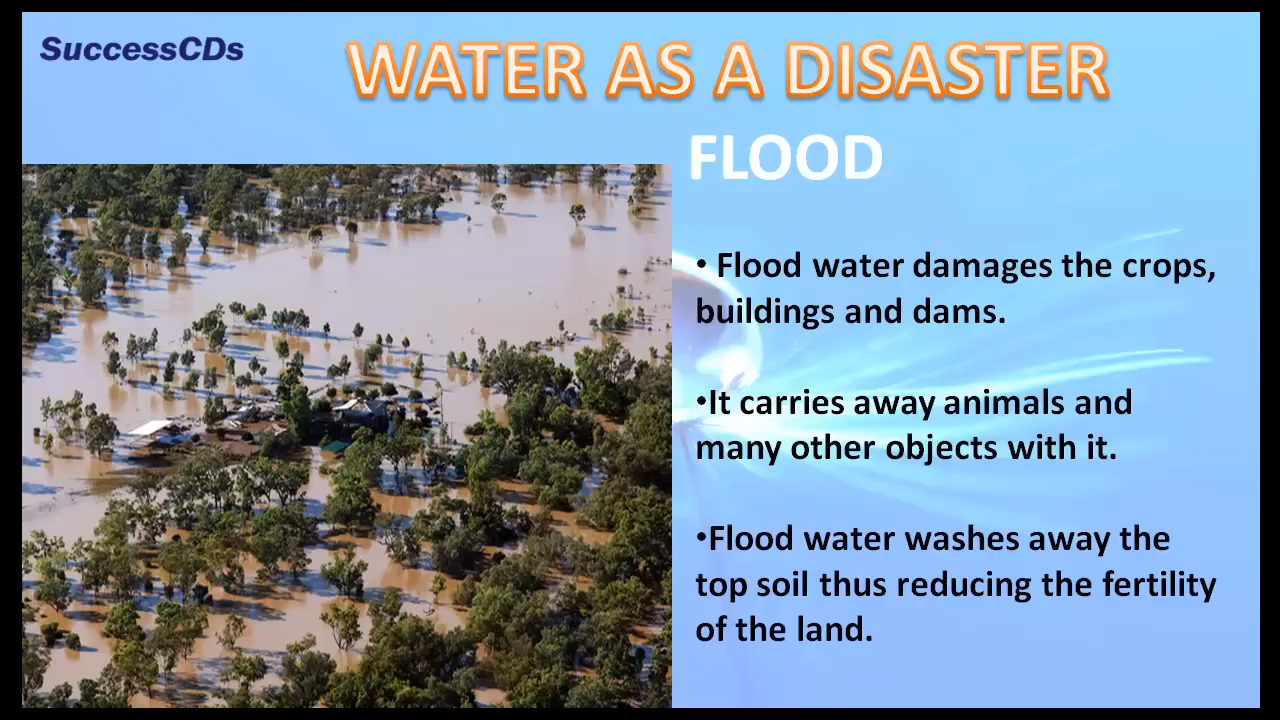 SuccessCDs
WATER AS A DISASTER
FLOOD
• Flood water damages the crops,
buildings and dams.
•It carries away animals and
many other objects with it.
•Flood water washes away the
top soil thus reducing the fertility
of the land.